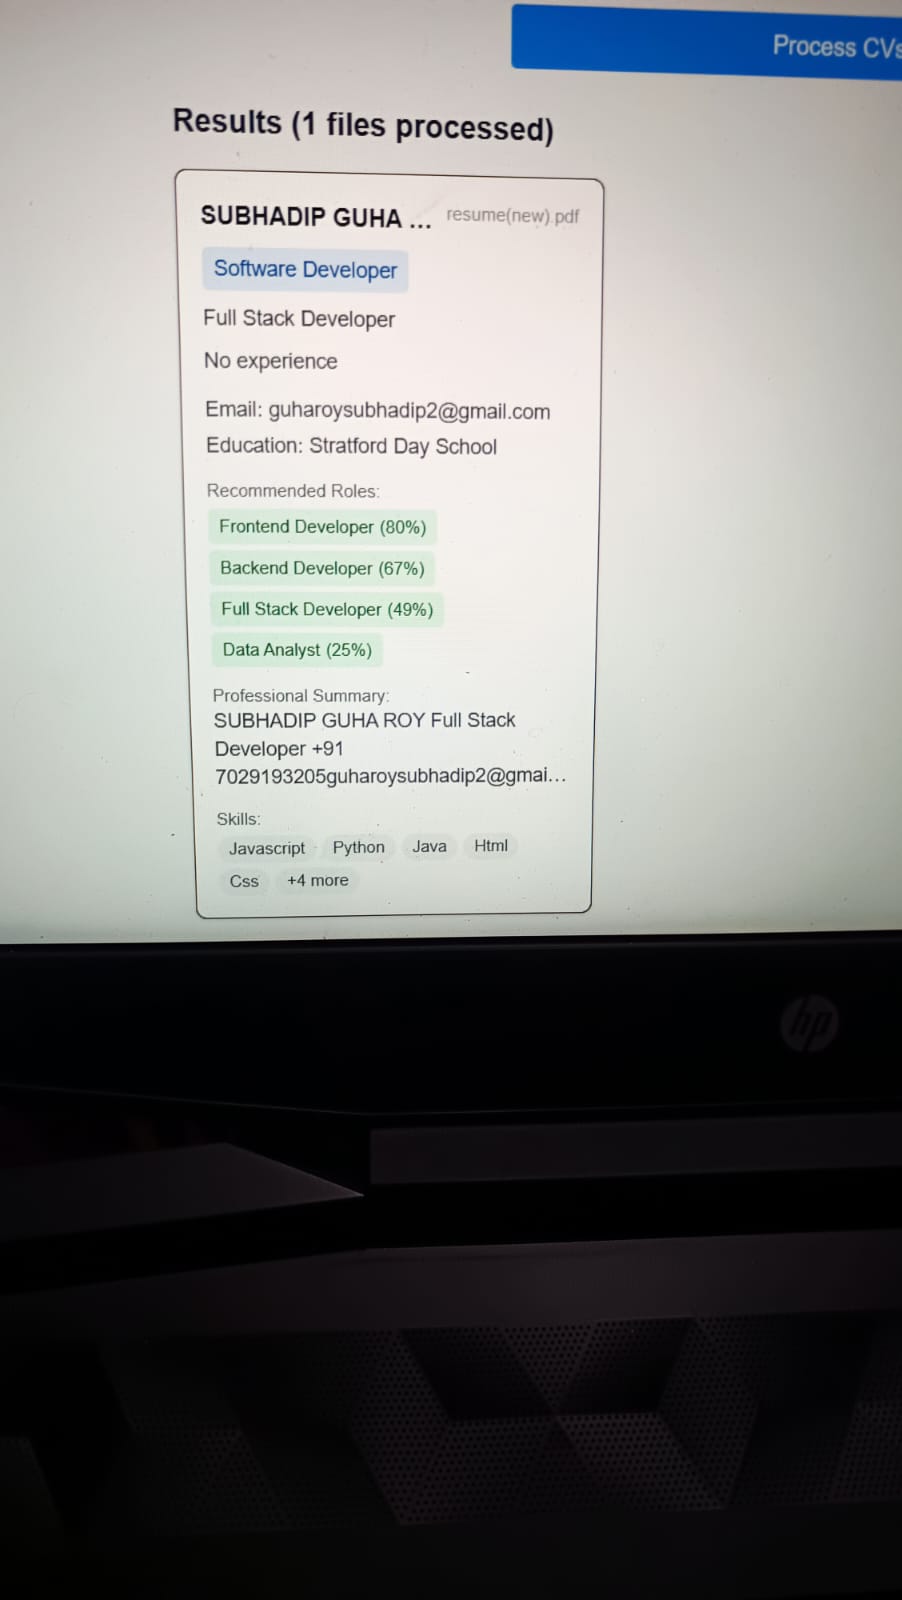 Process CVs
Results (1 files processed)
SUBHADIP GUHA ... resume(new).pdf
Software Developer
Full Stack Developer
No experience
Email: guharoysubhadip2@gmail.com
Education: Stratford Day School
Recommended Roles:
Frontend Developer (80%)
Backend Developer (67%)
Full Stack Developer (49%)
Data Analyst (25%)
Professional Summary:
SUBHADIP GUHA ROY Full Stack
Developer +91
7029193205guharoysubhadip2@gmai...
Skills:
Javascript Python Java Html
Css +4 more
hp